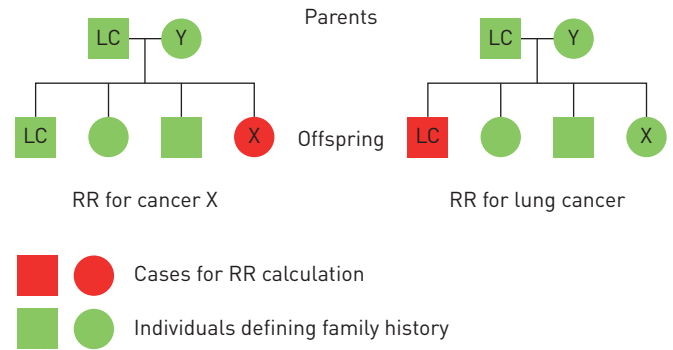 Parents
LC Y LC Y
LC X Offspring LC X
RR for cancer X RR for lung cancer
Cases for RR calculation
Individuals defining family history